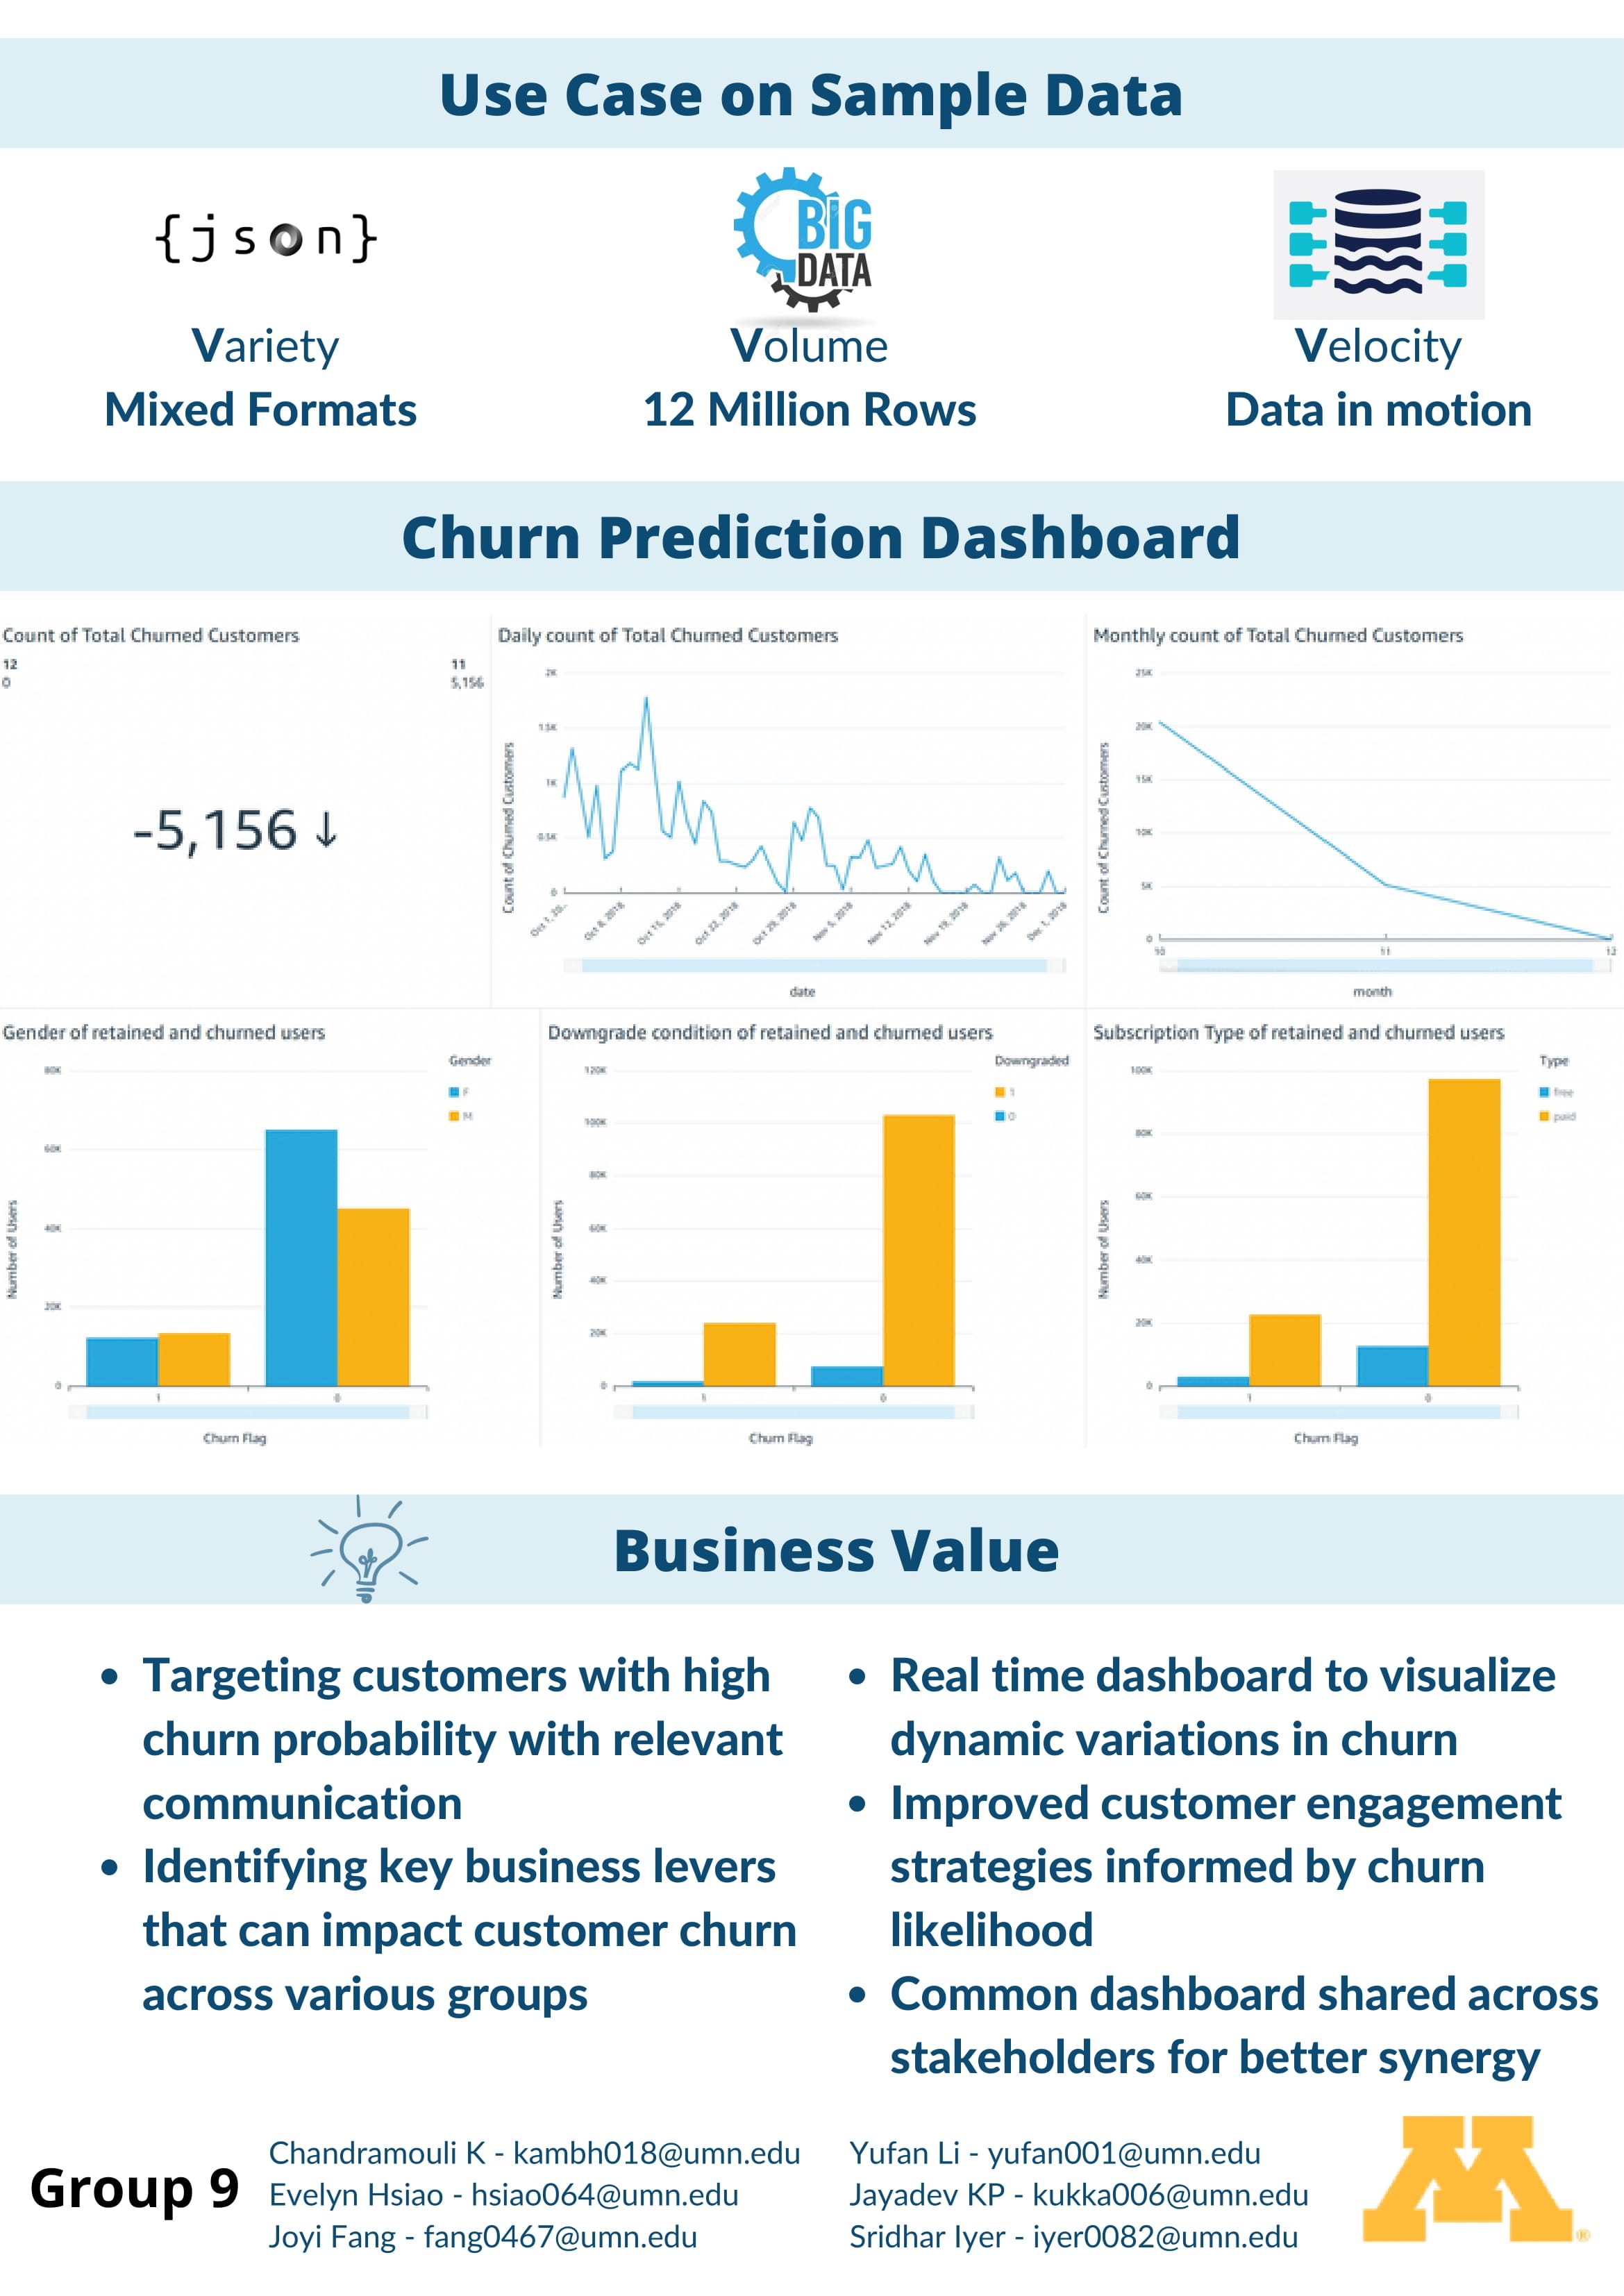 Use Case on Sample Data
{json}
BIG
DATA
Variety
Volume
Velocity
Mixed Formats
12 Million Rows
Data in motion
Churn Prediction Dashboard
Count of Total Churned Customers
12
0
11
5,156
-5,156 ↓
Daily count of Total Churned Customers
Count of Churned Customers
2K
1.5K
1K
0.5K
0
Oct 1, 20...
Oct 8, 2018
Oct 15, 2018
Oct 22, 2018
Oct 29, 2018
Nov 5, 2018
Nov 12, 2018
Nov 19, 2018
Nov 26, 2018
Dec 1, 2018
date
Monthly count of Total Churned Customers
Count of Churned Customers
25K
20K
15K
10K
5K
0
10
11
12
month
Gender of retained and churned users
Gender
F
M
Number of Users
80K
60K
40K
20K
0
1
0
Churn Flag
Downgrade condition of retained and churned users
Downgraded
1
0
Number of Users
120K
100K
80K
60K
40K
20K
0
1
0
Churn Flag
Subscription Type of retained and churned users
Type
free
paid
Number of Users
100K
80K
60K
40K
20K
0
1
0
Churn Flag
Business Value
• Targeting customers with high
churn probability with relevant
communication
• Identifying key business levers
that can impact customer churn
across various groups
• Real time dashboard to visualize
dynamic variations in churn
• Improved customer engagement
strategies informed by churn
likelihood
• Common dashboard shared across
stakeholders for better synergy
Group 9
Chandramouli K - kambh018@umn.edu
Evelyn Hsiao - hsiao064@umn.edu
Joyi Fang - fang0467@umn.edu
Yufan Li - yufan001@umn.edu
Jayadev KP - kukka006@umn.edu
Sridhar Iyer - iyer0082@umn.edu
M
®